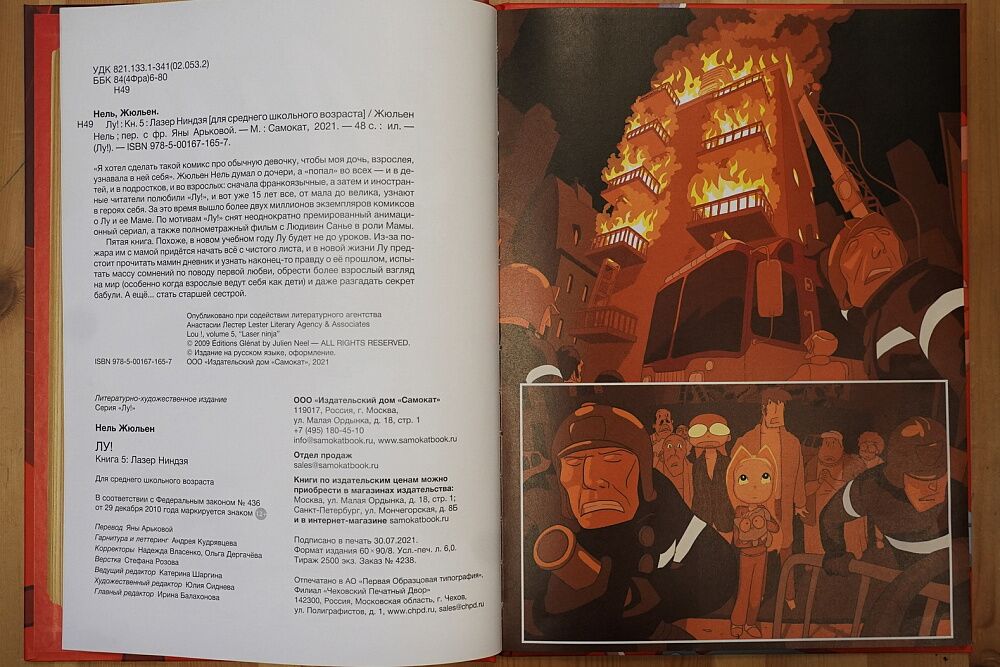 УДК 821.133.1-341(02.053.2)
ББК 84(4Фра)6-80
Н49
Нель, Жюльен.
Н49 Лу! : Кн. 5 : Лазер Ниндзя [для среднего школьного возраста] / Жюльен
Нель ; пер. с фр. Яны Арьковой. — М. : Самокат, 2021. — 48 с. : ил. —
(Лу!). — ISBN 978-5-00167-165-7.
«Я хотел сделать такой комикс про обычную девочку, чтобы моя дочь, взрослея,
узнавала в ней себя». Жюльен Нель думал о дочери, а «попал» во всех — и в де-
тей, и в подростков, и во взрослых: сначала франкоязычные, а затем и иностран-
ные читатели полюбили «Лу!», и вот уже 15 лет все, от мала до велика, узнают
в героях себя. За это время вышло более двух миллионов экземпляров комиксов
о Лу и ее Маме. По мотивам «Лу!» снят неоднократно премированный анимаци-
онный сериал, а также полнометражный фильм с Людивин Санье в роли Мамы.
Пятая книга. Похоже, в новом учебном году Лу будет не до уроков. Из-за по-
жара им с мамой придётся начать всё с чистого листа, и в новой жизни Лу пред-
стоит прочитать мамин дневник и узнать наконец-то правду о её прошлом, испы-
тать массу сомнений по поводу первой любви, обрести более взрослый взгляд
на мир (особенно когда взрослые ведут себя как дети) и даже разгадать секрет
бабули. А ещё... стать старшей сестрой.
Опубликовано при содействии литературного агентства
Анастасии Лестер Lester Literary Agency & Associates
Lou !, volume 5, "Laser ninja"
© 2009 Éditions Glénat by Julien Neel — ALL RIGHTS RESERVED.
© Издание на русском языке, оформление.
ISBN 978-5-00167-165-7 ООО «Издательский дом «Самокат», 2021
Литературно-художественное издание
Серия «Лу!»
Нель Жюльен
ЛУ!
Книга 5: Лазер Ниндзя
Для среднего школьного возраста
В соответствии с Федеральным законом № 436
от 29 декабря 2010 года маркируется знаком 12+
Перевод Яны Арьковой
Гарнитура и леттеринг Андрея Кудрявцева
Корректоры Надежда Власенко, Ольга Дергачёва
Верстка Стефана Розова
Ведущий редактор Катерина Шаргина
Художественный редактор Юлия Сиднева
Главный редактор Ирина Балахонова
ООО «Издательский дом «Самокат»
119017, Россия, г. Москва,
ул. Малая Ордынка, д. 18, стр. 1
+7 (495) 180-45-10
info@samokatbook.ru, www.samokatbook.ru
Отдел продаж
sales@samokatbook.ru
Книги по издательским ценам можно
приобрести в магазинах издательства:
Москва, ул. Малая Ордынка, д. 18, стр. 1;
Санкт-Петербург, ул. Мончегорская, д. 8Б
и в интернет-магазине samokatbook.ru
Подписано в печать 30.07.2021.
Формат издания 60×90/8. Усл.-печ. л. 6,0.
Тираж 2500 экз. Заказ № 4238.
Отпечатано в АО «Первая Образцовая типография»,
Филиал «Чеховский Печатный Двор»
142300, Россия, Московская область, г. Чехов,
ул. Полиграфистов, д. 1, www.chpd.ru, sales@chpd.ru